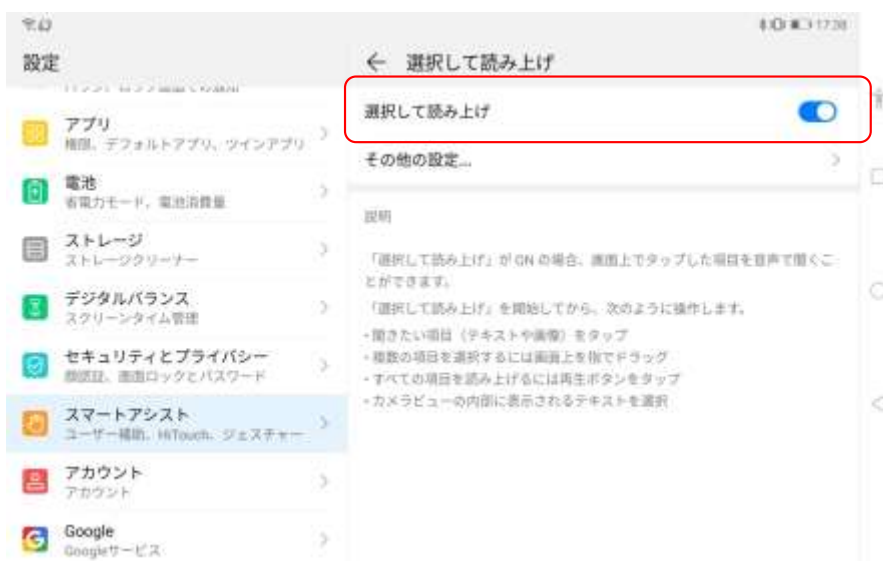 17:28
設定
← 選択して読み上げ
アプリ
権限、デフォルトアプリ、ツインアプリ
電池
省電力モード、電池消費量
ストレージ
ストレージクリーナー
デジタルバランス
スクリーンタイム管理
セキュリティとプライバシー
顔認証、画面ロックとパスワード
スマートアシスト
ユーザー補助、HiTouch、ジェスチャー
アカウント
アカウント
Google
Googleサービス
選択して読み上げ
その他の設定...
説明
「選択して読み上げ」が ON の場合、画面上でタップした項目を音声で聞くこ
とができます。
「選択して読み上げ」を開始してから、次のように操作します。
・聞きたい項目（テキストや画像）をタップ
・複数の項目を選択するには画面上を指でドラッグ
・すべての項目を読み上げるには再生ボタンをタップ
・カメラビューの内部に表示されるテキストを選択